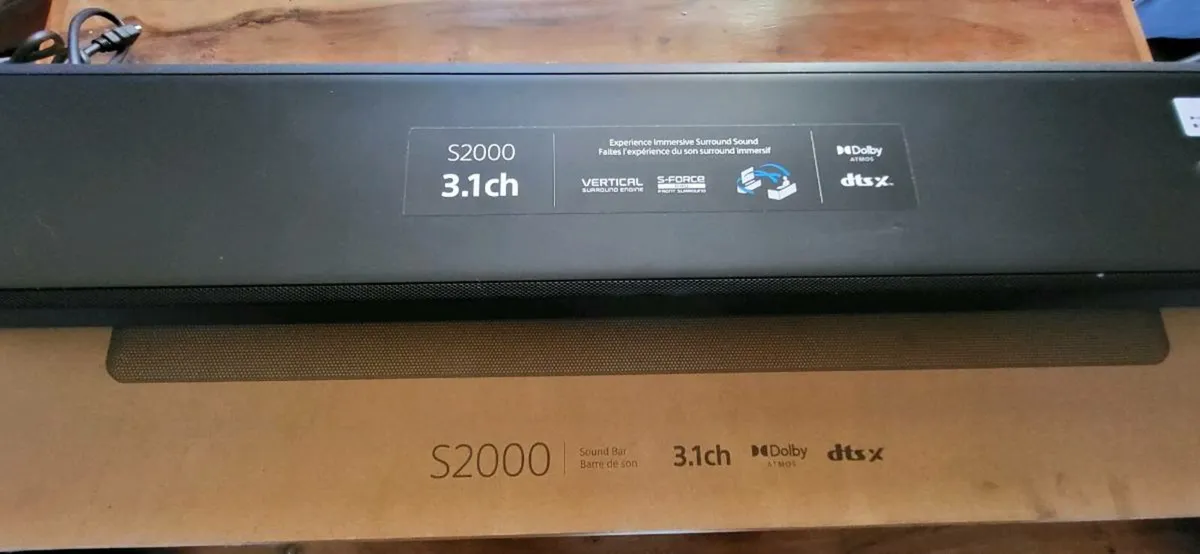 S2000
3.1ch
Experience Immersive Surround Sound
Faites l'expérience du son surround immersif
VERTICAL
SURROUND ENGINE
S-FORCE
PRO
FRONT SURROUND
Dolby
ATMOS
dts X
S2000
Sound Bar
Barre de son
3.1ch
Dolby
ATMOS
dts X